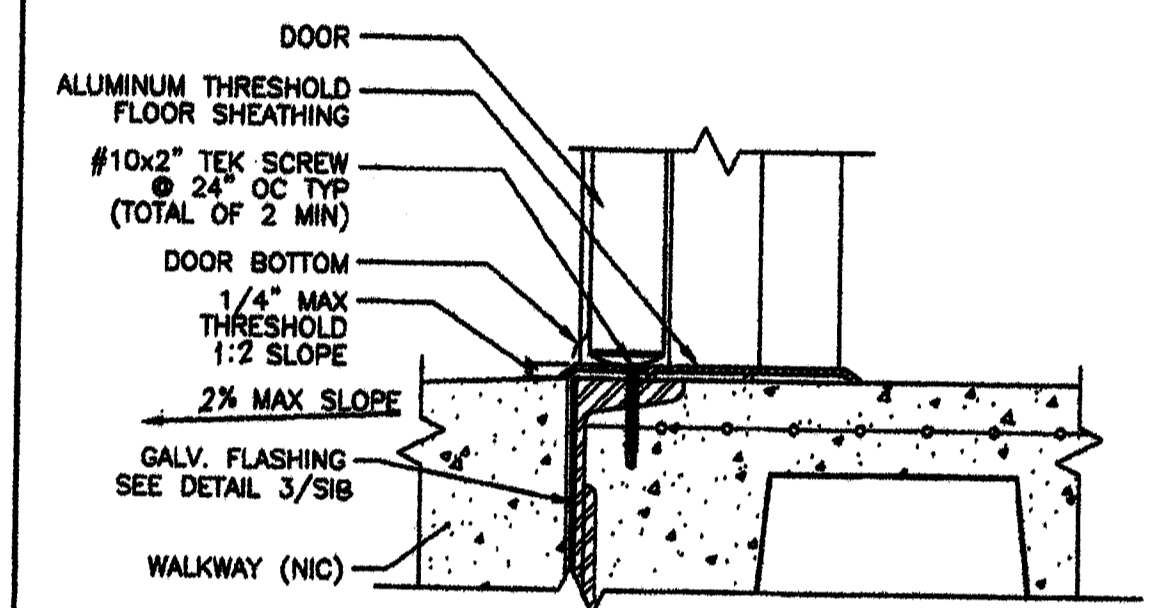 DOOR
ALUMINUM THRESHOLD
FLOOR SHEATHING
#10x2" TEK SCREW
@ 24" OC TYP
(TOTAL OF 2 MIN)
DOOR BOTTOM
1/4" MAX
THRESHOLD
1:2 SLOPE
2% MAX SLOPE
GALV. FLASHING
SEE DETAIL 3/SIB
WALKWAY (NIC)